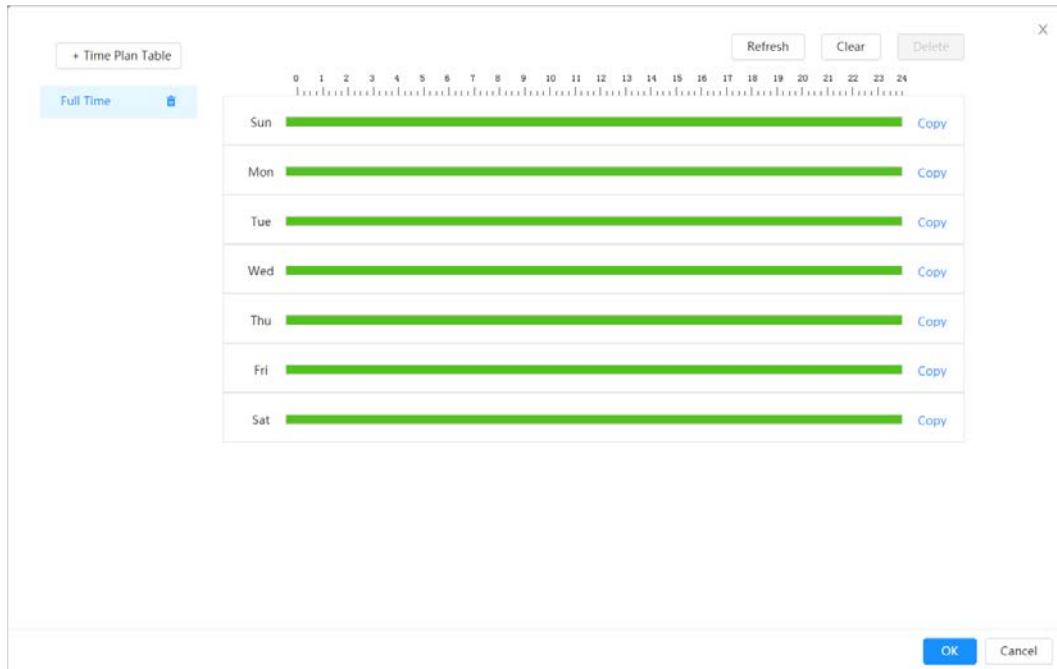 X
+ Time Plan Table
Refresh Clear Delete
Full Time
0 1 2 3 4 5 6 7 8 9 10 11 12 13 14 15 16 17 18 19 20 21 22 23 24
Sun Copy
Mon Copy
Tue Copy
Wed Copy
Thu Copy
Fri Copy
Sat Copy
OK Cancel